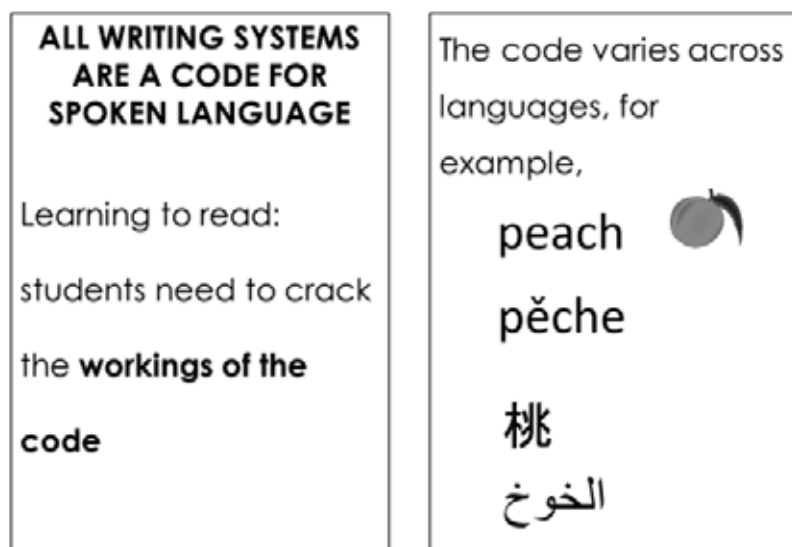 ALL WRITING SYSTEMS
ARE A CODE FOR
SPOKEN LANGUAGE
Learning to read:
students need to crack
the workings of the
code
The code varies across
languages, for
example,
peach
pěche
桃
الخوخ